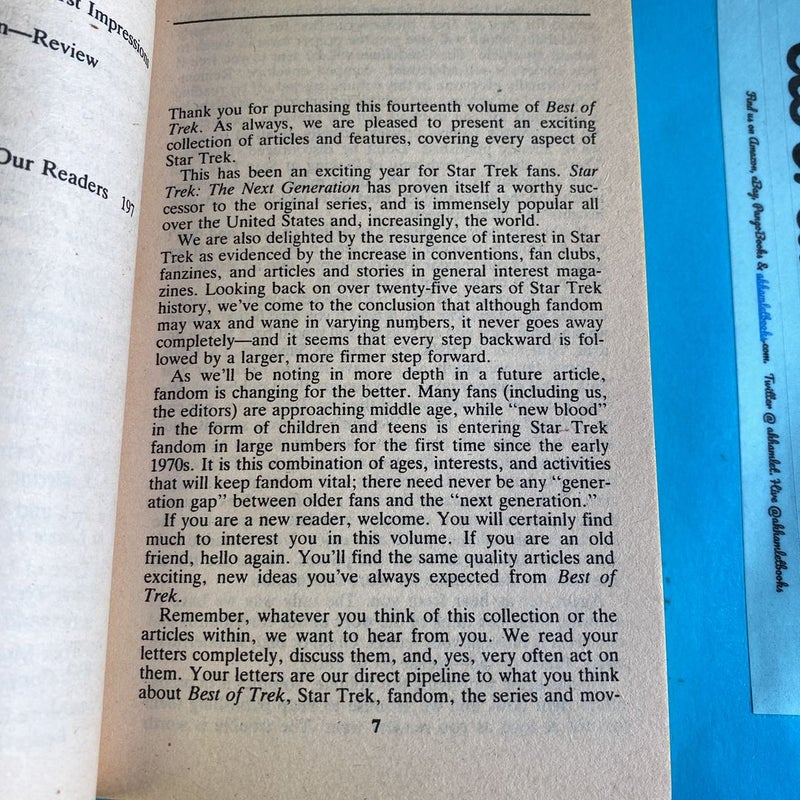 st Impressions
n—Review
Our Readers 197
Thank you for purchasing this fourteenth volume of Best of
Trek. As always, we are pleased to present an exciting
collection of articles and features, covering every aspect of
Star Trek.
This has been an exciting year for Star Trek fans. Star
Trek: The Next Generation has proven itself a worthy suc-
cessor to the original series, and is immensely popular all
over the United States and, increasingly, the world.
We are also delighted by the resurgence of interest in Star
Trek as evidenced by the increase in conventions, fan clubs,
fanzines, and articles and stories in general interest maga-
zines. Looking back on over twenty-five years of Star Trek
history, we've come to the conclusion that although fandom
may wax and wane in varying numbers, it never goes away
completely—and it seems that every step backward is fol-
lowed by a larger, more firmer step forward.
As we'll be noting in more depth in a future article,
fandom is changing for the better. Many fans (including us,
the editors) are approaching middle age, while "new blood"
in the form of children and teens is entering Star Trek
fandom in large numbers for the first time since the early
1970s. It is this combination of ages, interests, and activities
that will keep fandom vital; there need never be any "gener-
ation gap" between older fans and the "next generation."
If you are a new reader, welcome. You will certainly find
much to interest you in this volume. If you are an old
friend, hello again. You'll find the same quality articles and
exciting, new ideas you've always expected from Best of
Trek.
Remember, whatever you think of this collection or the
articles within, we want to hear from you. We read your
letters completely, discuss them, and, yes, very often act on
them. Your letters are our direct pipeline to what you think
about Best of Trek, Star Trek, fandom, the series and mov-
7
Find us on Amazon, eBay, PangoBooks & akhamletbooks.com. Twitter @ akhamlet. Hive @akhamletbooks